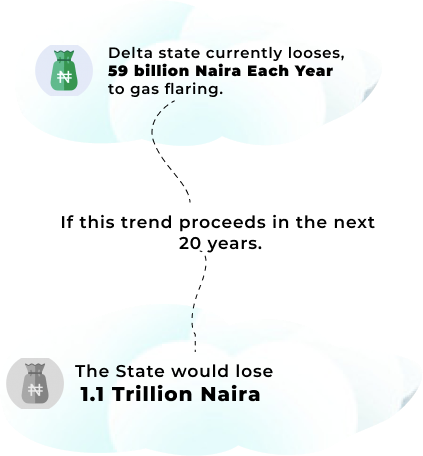 Delta state currently looses,
59 billion Naira Each Year
to gas flaring.
₦
If this trend proceeds in the next
20 years.
The State would lose
₦
1.1 Trillion Naira